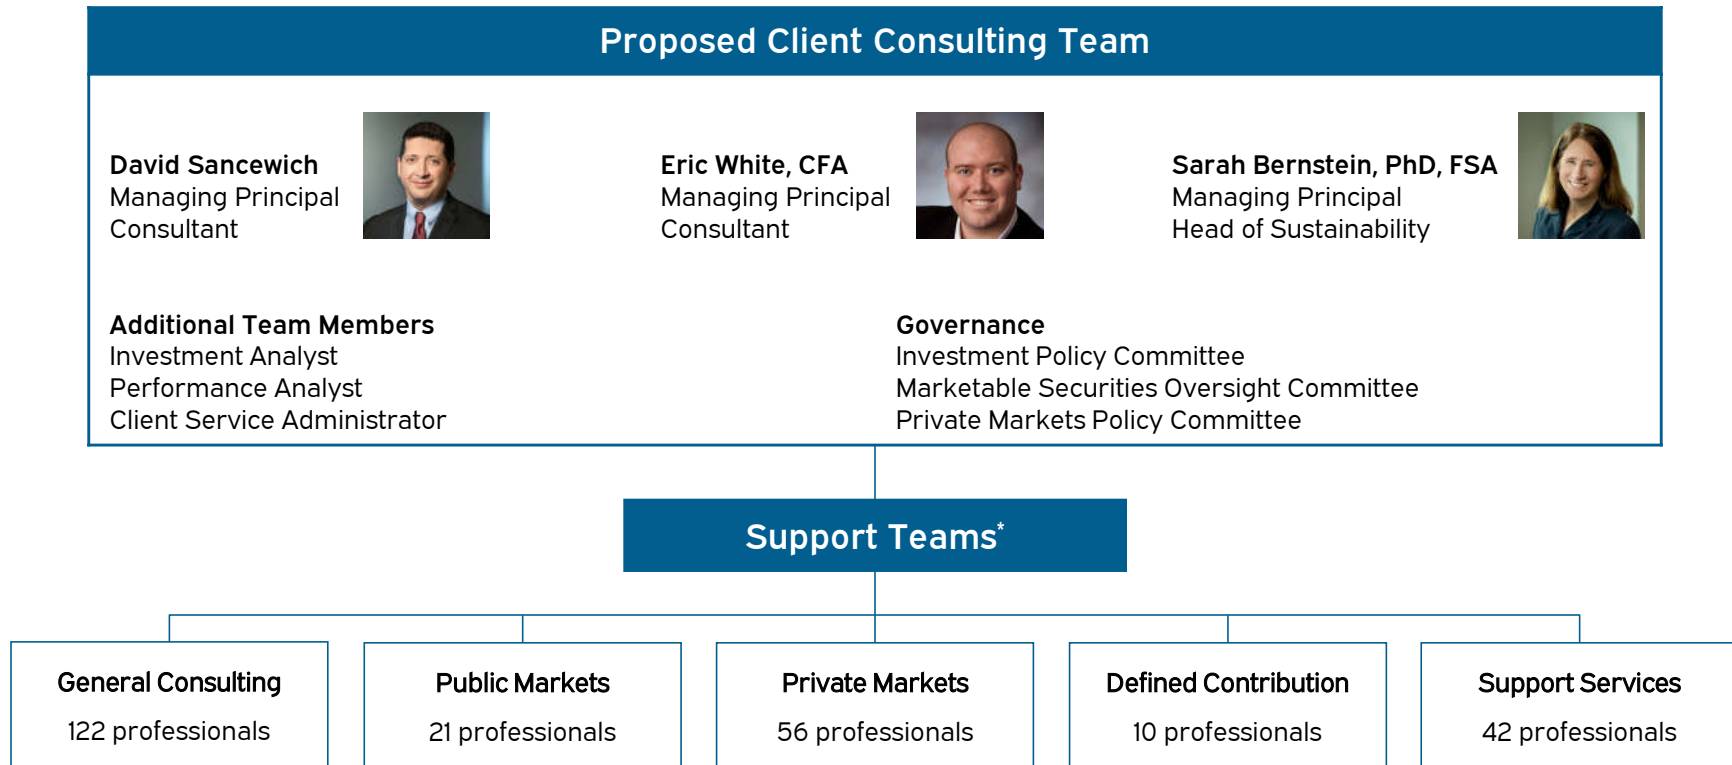 Proposed Client Consulting Team
David Sancewich
Managing Principal
Consultant
Eric White, CFA
Managing Principal
Consultant
Sarah Bernstein, PhD, FSA
Managing Principal
Head of Sustainability
Additional Team Members
Investment Analyst
Performance Analyst
Client Service Administrator
Governance
Investment Policy Committee
Marketable Securities Oversight Committee
Private Markets Policy Committee
Support Teams*
General Consulting
122 professionals
Public Markets
21 professionals
Private Markets
56 professionals
Defined Contribution
10 professionals
Support Services
42 professionals